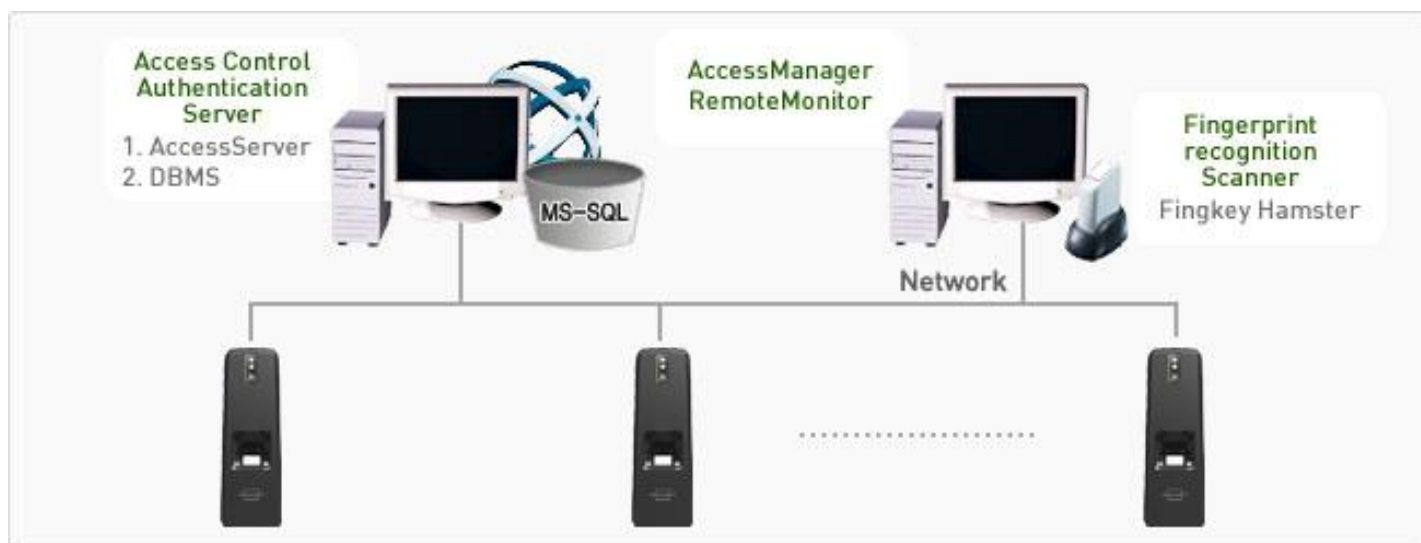 Access Control
Authentication
Server
1. AccessServer
2. DBMS
MS-SQL
AccessManager
RemoteMonitor
Fingerprint
recognition
Scanner
Fingkey Hamster
Network